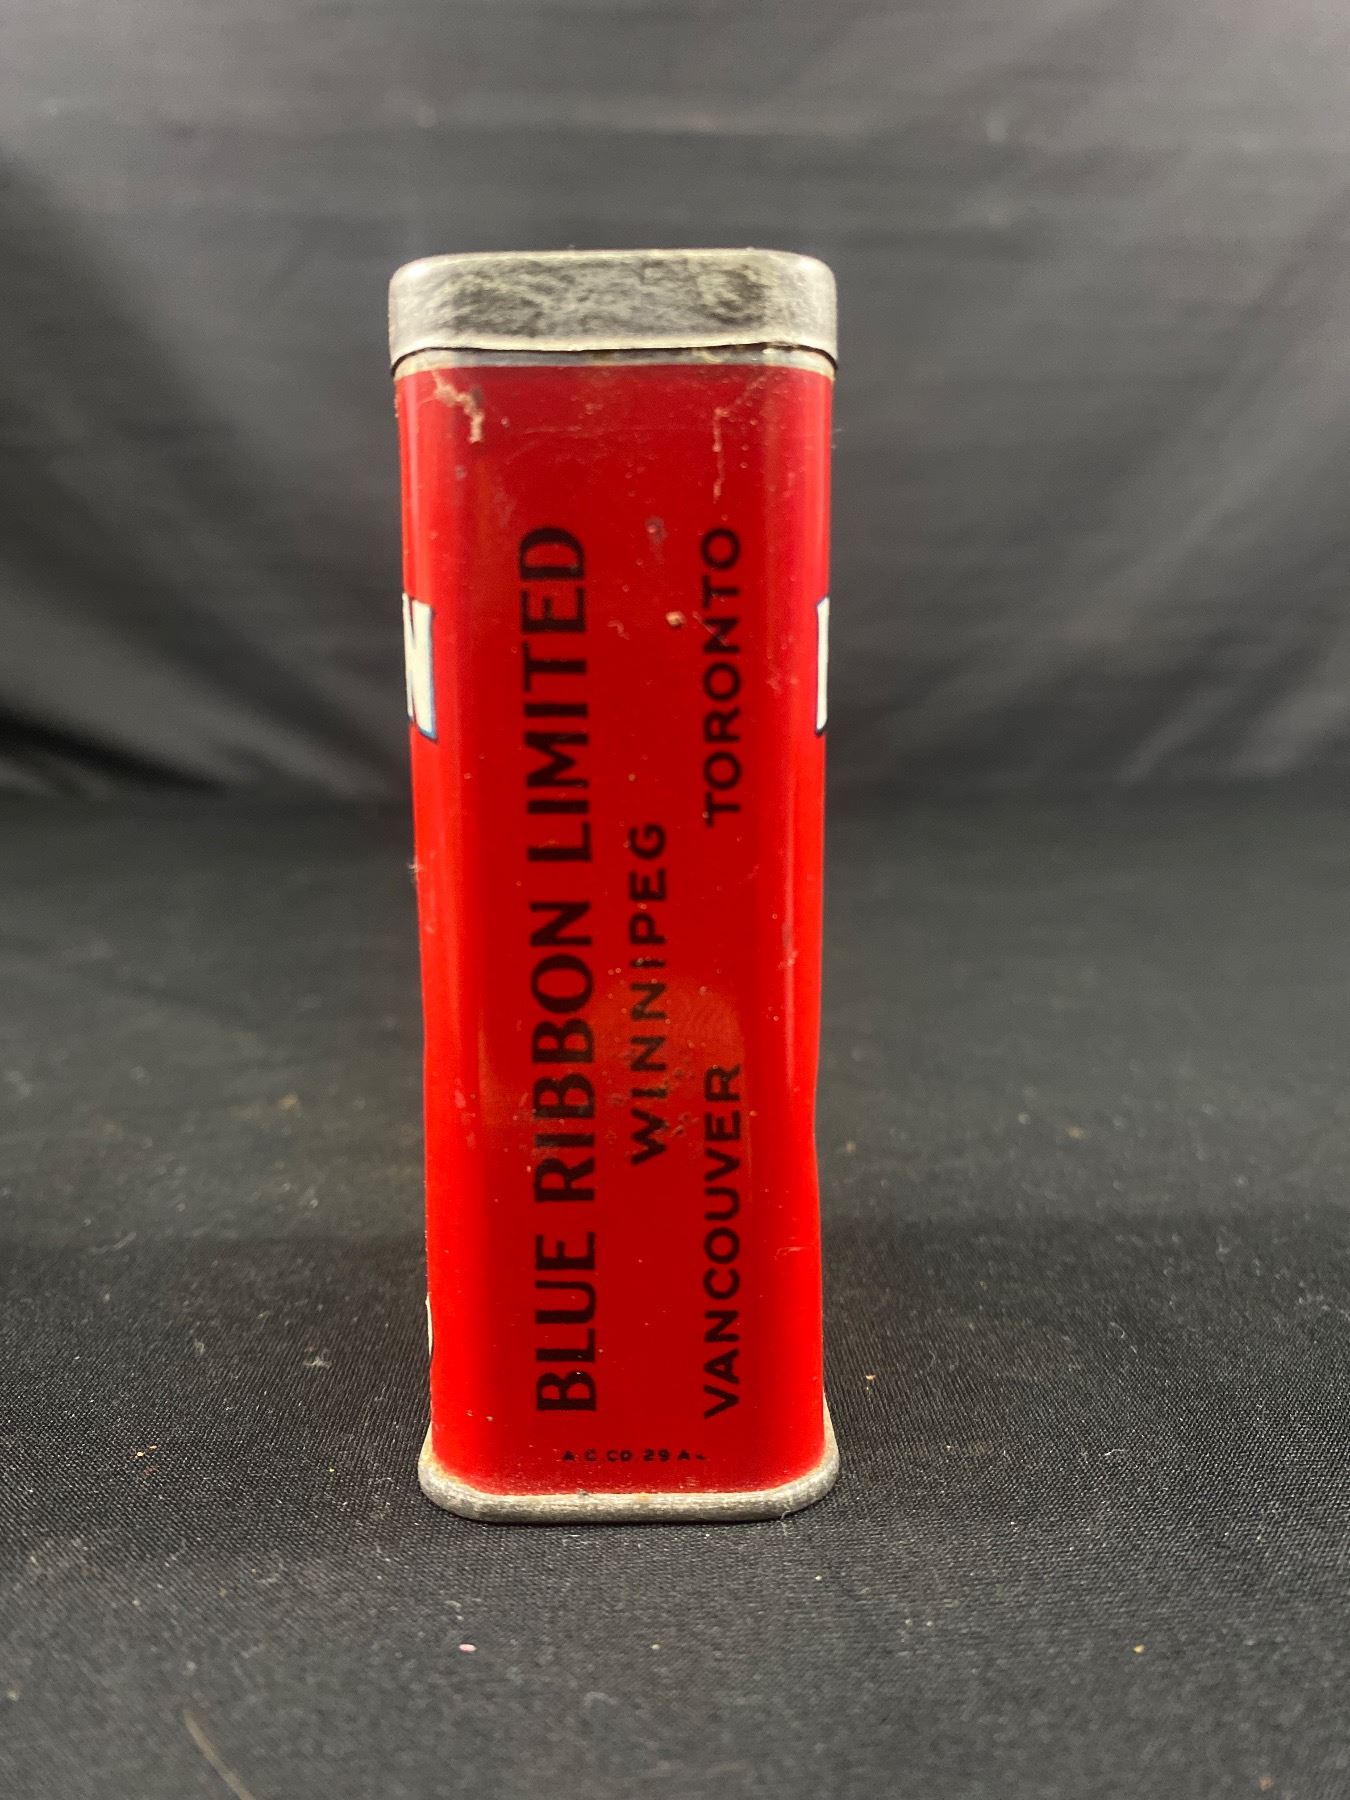 BLUE RIBBON LIMITED
WINNIPEG
VANCOUVER TORONTO
A.C.CO. 29 A
N